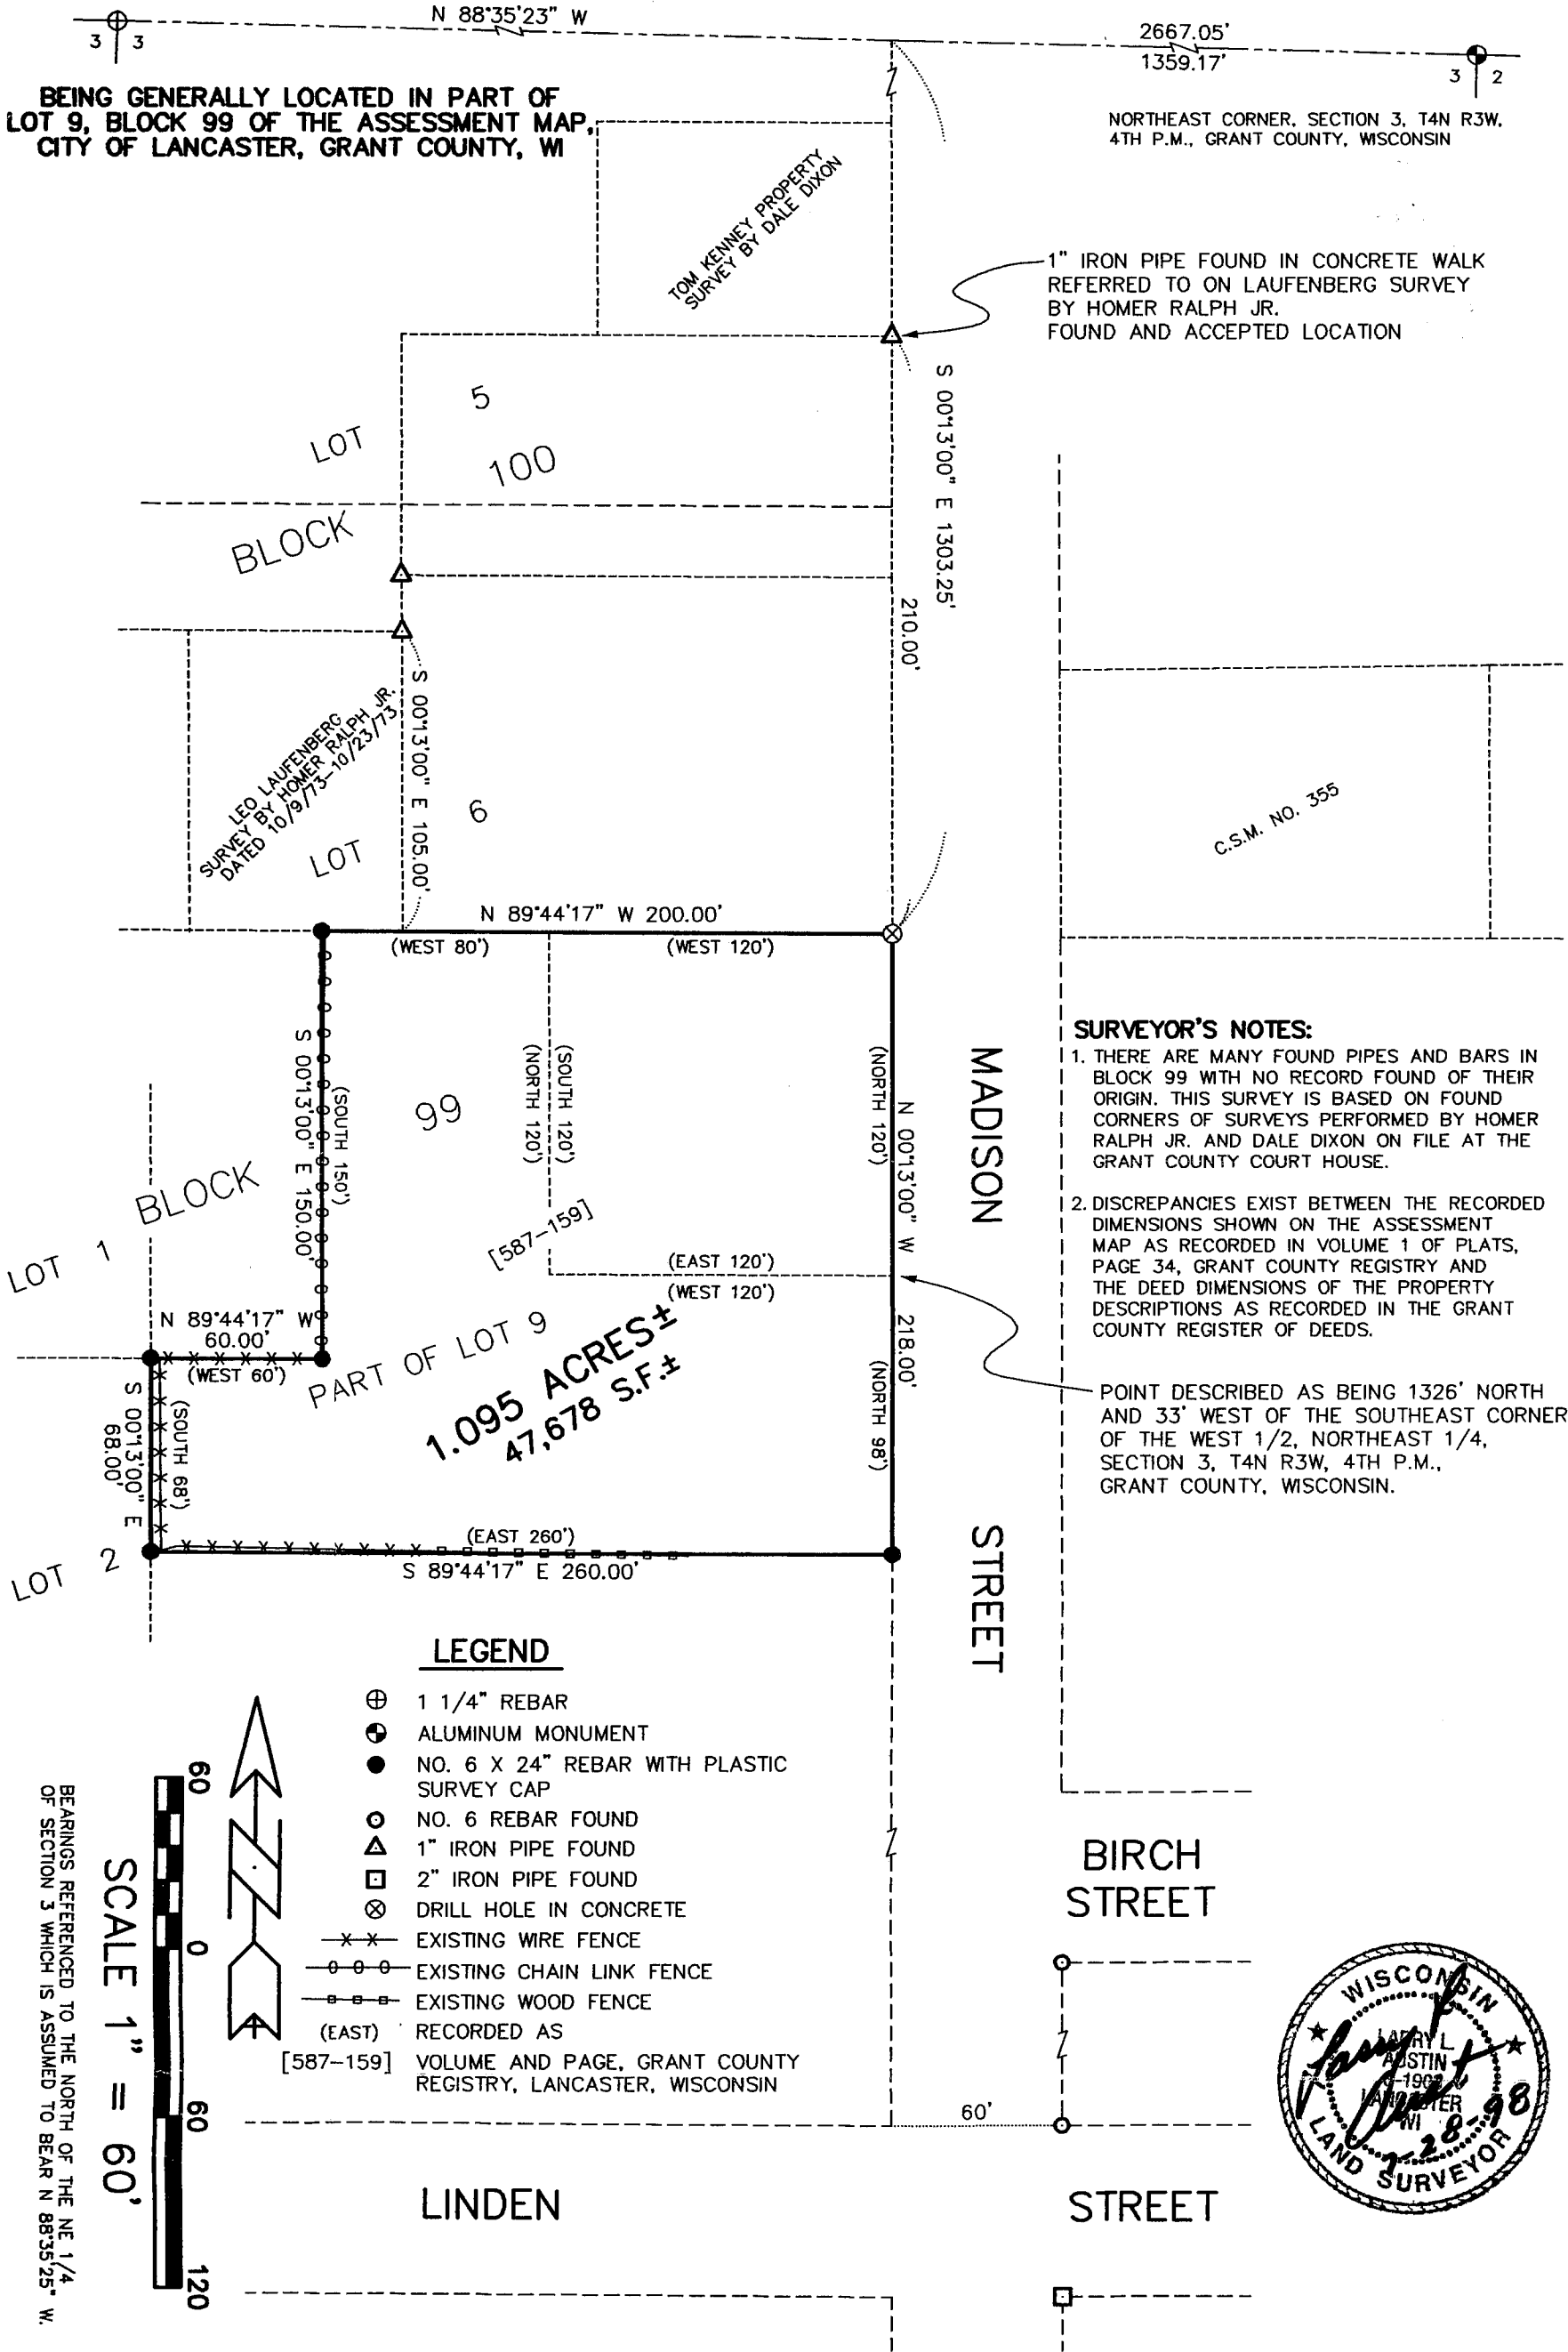 N 88°35'23" W
2667.05'
1359.17'
3 3
3 2
BEING GENERALLY LOCATED IN PART OF
LOT 9, BLOCK 99 OF THE ASSESSMENT MAP,
CITY OF LANCASTER, GRANT COUNTY, WI
NORTHEAST CORNER, SECTION 3, T4N R3W,
4TH P.M., GRANT COUNTY, WISCONSIN
TOM KENNEY PROPERTY
SURVEY BY DALE DIXON
1" IRON PIPE FOUND IN CONCRETE WALK
REFERRED TO ON LAUFENBERG SURVEY
BY HOMER RALPH JR.
FOUND AND ACCEPTED LOCATION
S 00°13'00" E 1303.25'
LOT 5
BLOCK 100
210.00'
S 00°13'00" E 105.00'
LEO LAUFENBERG
SURVEY BY HOMER RALPH JR.
DATED 10/9/73-10/23/73
LOT 6
C.S.M. NO. 355
N 89°44'17" W 200.00'
(WEST 80')
(WEST 120')
S 00°13'00" E 150.00'
(SOUTH 150')
(NORTH 120')
(SOUTH 120')
(NORTH 120')
N 00°13'00" W 218.00'
(NORTH 98')
MADISON
STREET
BLOCK 99
[587-159]
(EAST 120')
(WEST 120')
LOT 1
N 89°44'17" W
60.00'
(WEST 60')
PART OF LOT 9
1.095 ACRES±
47,678 S.F.±
S 00°13'00" E
68.00'
(SOUTH 68')
(EAST 260')
S 89°44'17" E 260.00'
LOT 2
SURVEYOR'S NOTES:
1. THERE ARE MANY FOUND PIPES AND BARS IN
BLOCK 99 WITH NO RECORD FOUND OF THEIR
ORIGIN. THIS SURVEY IS BASED ON FOUND
CORNERS OF SURVEYS PERFORMED BY HOMER
RALPH JR. AND DALE DIXON ON FILE AT THE
GRANT COUNTY COURT HOUSE.
2. DISCREPANCIES EXIST BETWEEN THE RECORDED
DIMENSIONS SHOWN ON THE ASSESSMENT
MAP AS RECORDED IN VOLUME 1 OF PLATS,
PAGE 34, GRANT COUNTY REGISTRY AND
THE DEED DIMENSIONS OF THE PROPERTY
DESCRIPTIONS AS RECORDED IN THE GRANT
COUNTY REGISTER OF DEEDS.
POINT DESCRIBED AS BEING 1326' NORTH
AND 33' WEST OF THE SOUTHEAST CORNER
OF THE WEST 1/2, NORTHEAST 1/4,
SECTION 3, T4N R3W, 4TH P.M.,
GRANT COUNTY, WISCONSIN.
LEGEND
1 1/4" REBAR
ALUMINUM MONUMENT
NO. 6 X 24" REBAR WITH PLASTIC
SURVEY CAP
NO. 6 REBAR FOUND
1" IRON PIPE FOUND
2" IRON PIPE FOUND
DRILL HOLE IN CONCRETE
EXISTING WIRE FENCE
EXISTING CHAIN LINK FENCE
EXISTING WOOD FENCE
(EAST) RECORDED AS
[587-159] VOLUME AND PAGE, GRANT COUNTY
REGISTRY, LANCASTER, WISCONSIN
N
60 0 60 120
SCALE 1" = 60'
BEARINGS REFERENCED TO THE NORTH OF THE NE 1/4
OF SECTION 3 WHICH IS ASSUMED TO BEAR N 88°35'25" W.
BIRCH
STREET
60'
LINDEN STREET
WISCONSIN
LARRY L.
AUSTIN
LANCASTER
WI
LAND SURVEYOR